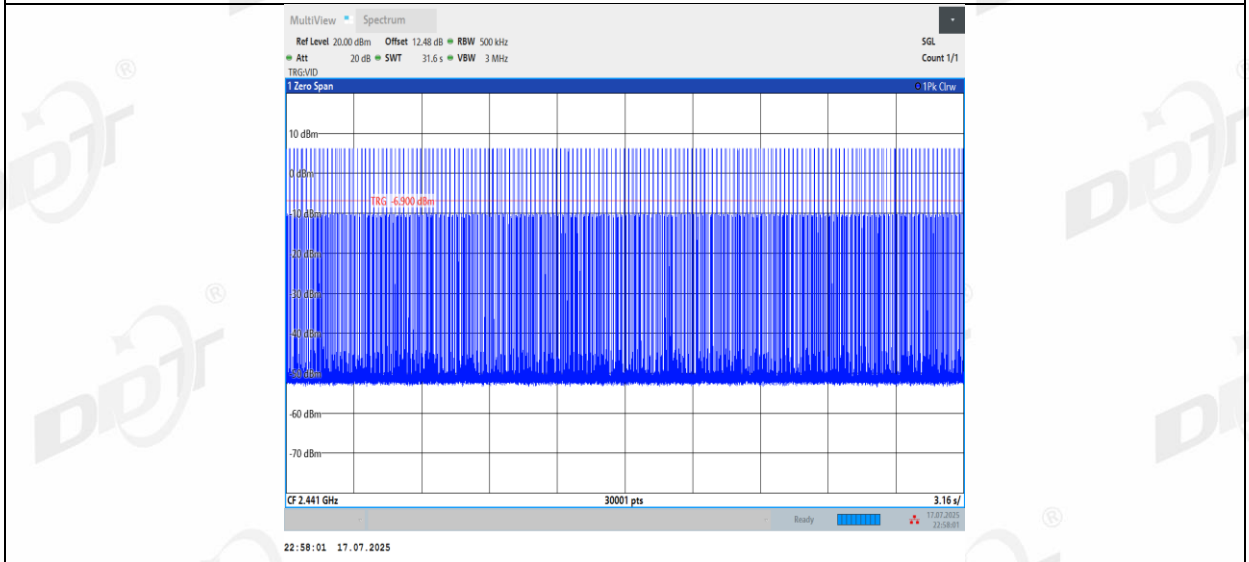 MultiView Spectrum
Ref Level 20.00 dBm Offset 12.48 dB RBW 500 kHz SGL
Att 20 dB SWT 31.6 s VBW 3 MHz Count 1/1
TRG:VID
1 Zero Span 1Pk Clrw
10 dBm
0 dBm
TRG -6.900 dBm
-10 dBm
-20 dBm
-30 dBm
-40 dBm
-50 dBm
-60 dBm
-70 dBm
CF 2.441 GHz 30001 pts 3.16 s/
Ready 17.07.2025
22:58:01
22:58:01 17.07.2025
DDT ®